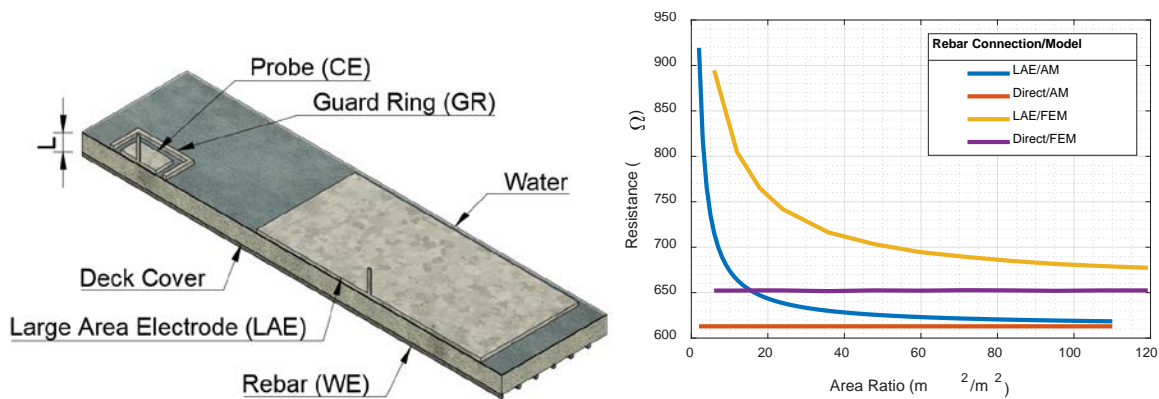 Probe (CE)
Guard Ring (GR)
L
Water
Deck Cover
Large Area Electrode (LAE)
Rebar (WE)
950
900
850
800
750
700
650
600
Resistance ( Ω)
0
20
40
60
80
100
120
Area Ratio (m 2/m2)
Rebar Connection/Model
LAE/AM
Direct/AM
LAE/FEM
Direct/FEM